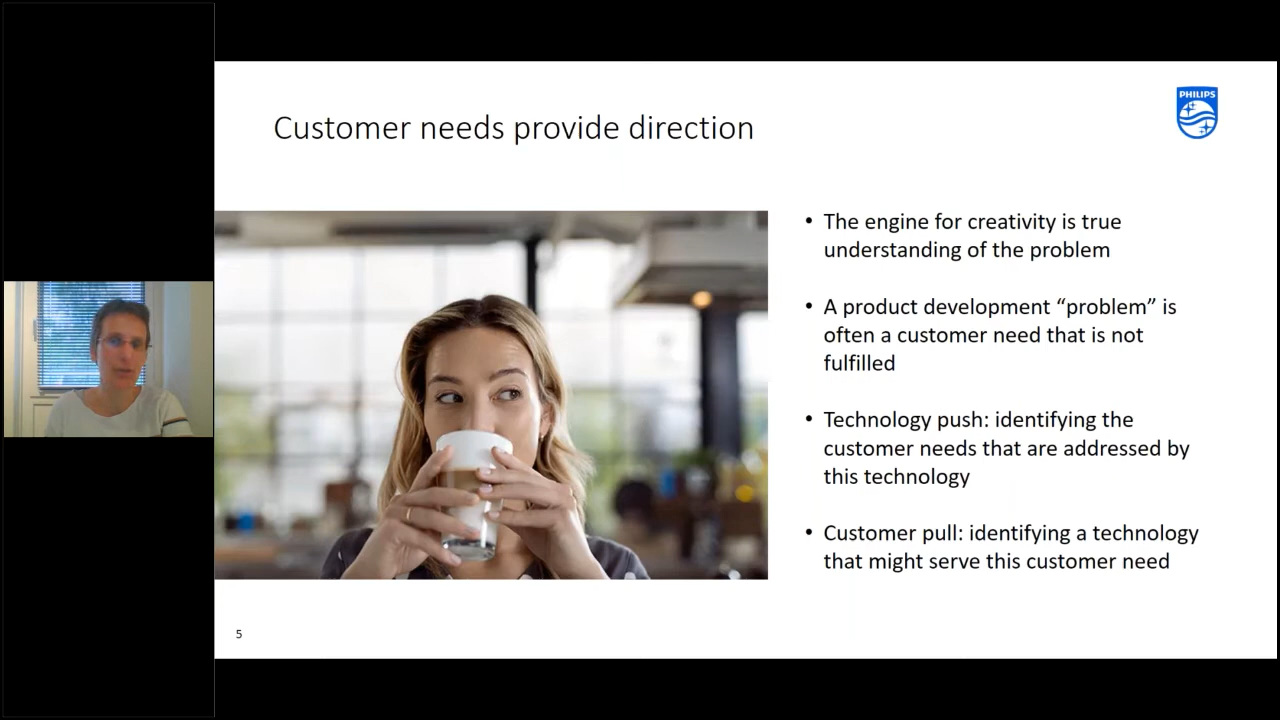 Customer needs provide direction
PHILIPS
• The engine for creativity is true
understanding of the problem
• A product development “problem” is
often a customer need that is not
fulfilled
• Technology push: identifying the
customer needs that are addressed by
this technology
• Customer pull: identifying a technology
that might serve this customer need
5